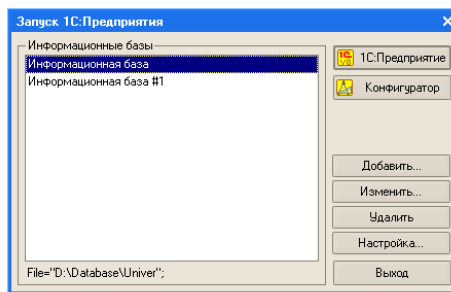 Запуск 1С:Предприятия
Информационные базы
Информационная база
Информационная база #1
1С:Предприятие
Конфигуратор
Добавить...
Изменить...
Удалить
Настройка...
File="D:\Database\Univer";
Выход